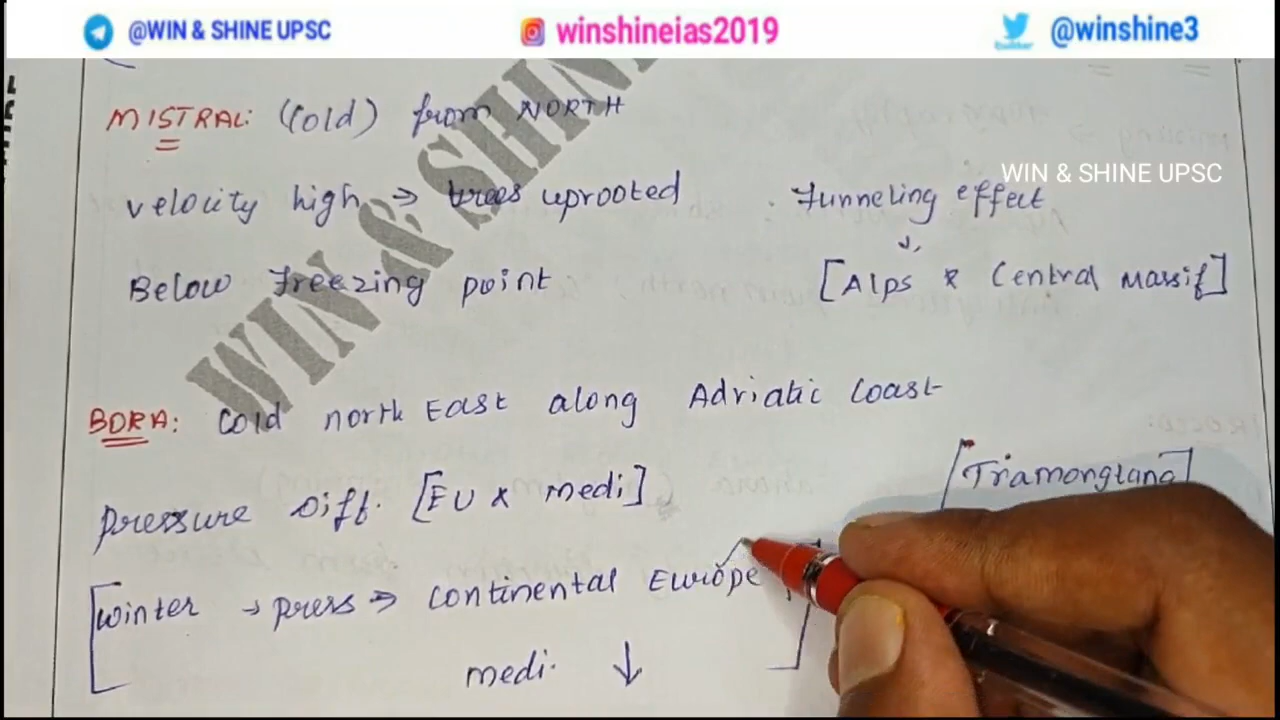 @WIN & SHINE UPSC winshineias2019 @winshine3
WIN & SHINE UPSC
MISTRAL: (cold) from NORTH
velocity high → trees uprooted Funneling effect
Below Freezing point [Alps & Central Massif]
WIN & SHINE
BORA: cold north East along Adriatic Coast
[Tramongtana]
pressure Diff. [EU & medi]
[winter → press → continental Europe
medi. ↓ ]